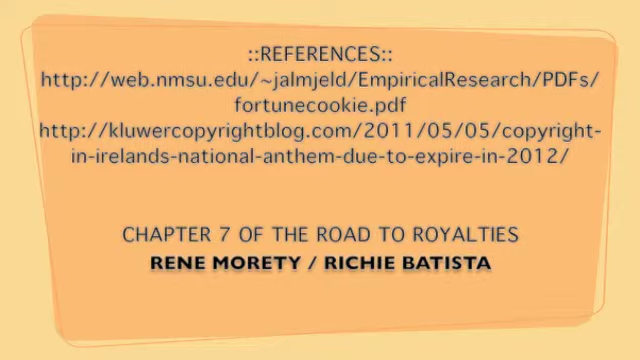 ::REFERENCES::
http://web.nmsu.edu/~jalmjeld/EmpiricalResearch/PDFs/
fortunecookie.pdf
http://kluwercopyrightblog.com/2011/05/05/copyright-
in-irelands-national-anthem-due-to-expire-in-2012/
CHAPTER 7 OF THE ROAD TO ROYALTIES
RENE MORETY / RICHIE BATISTA